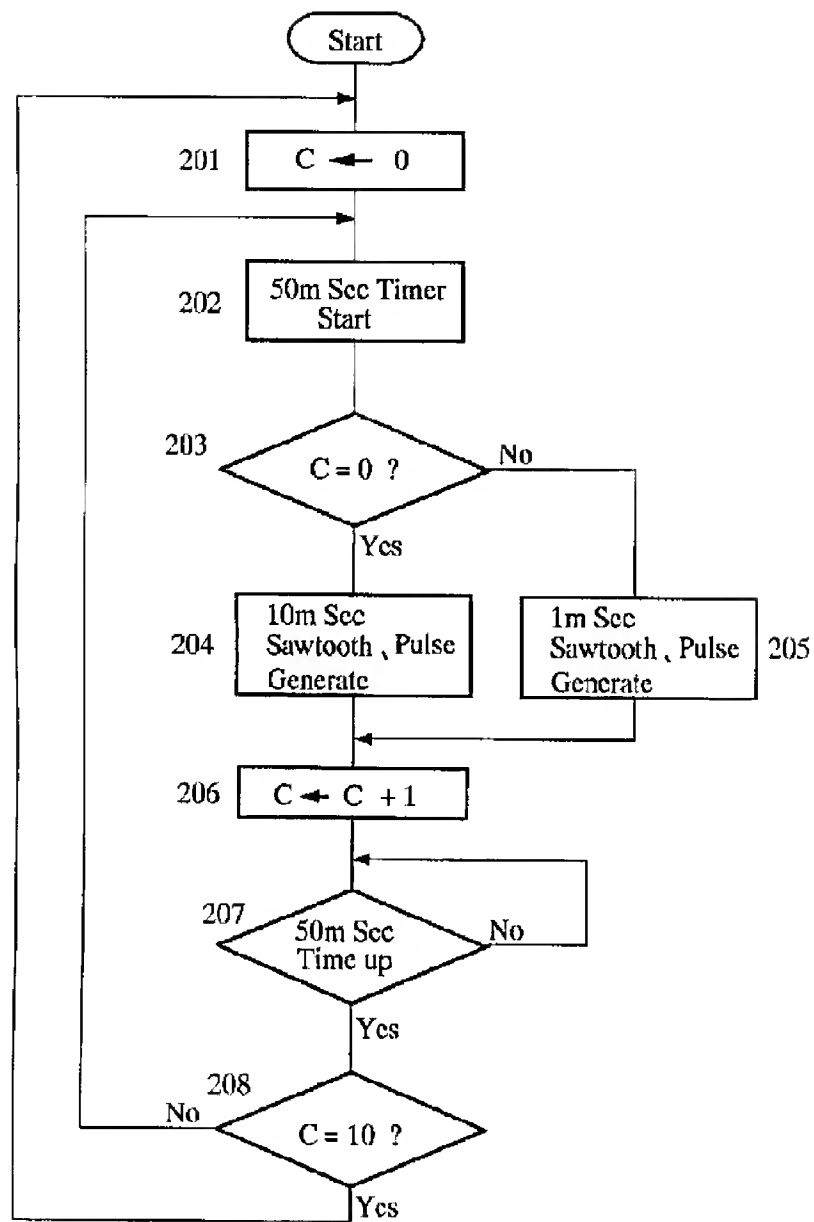 Start
201
C ← 0
202
50m Sec Timer
Start
203
C = 0 ?
No
Yes
204
10m Sec
Sawtooth、Pulse
Generate
1m Sec
Sawtooth、Pulse
Generate
205
206
C ← C + 1
207
50m Sec
Time up
No
Yes
208
No
C = 10 ?
Yes